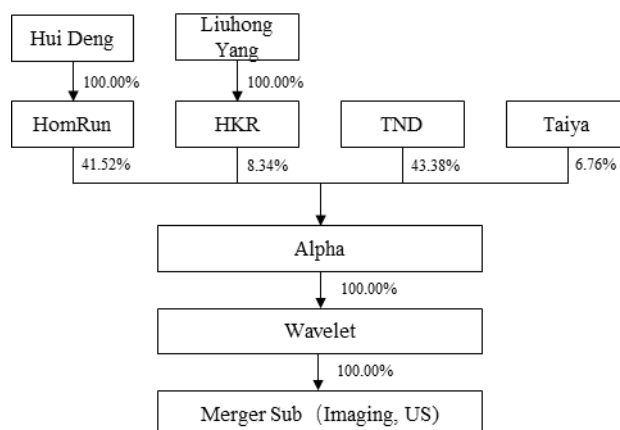 Hui Deng
Liuhong
Yang
100.00%
100.00%
HomRun
HKR
TND
Taiya
41.52%
8.34%
43.38%
6.76%
Alpha
100.00%
Wavelet
100.00%
Merger Sub（Imaging, US)